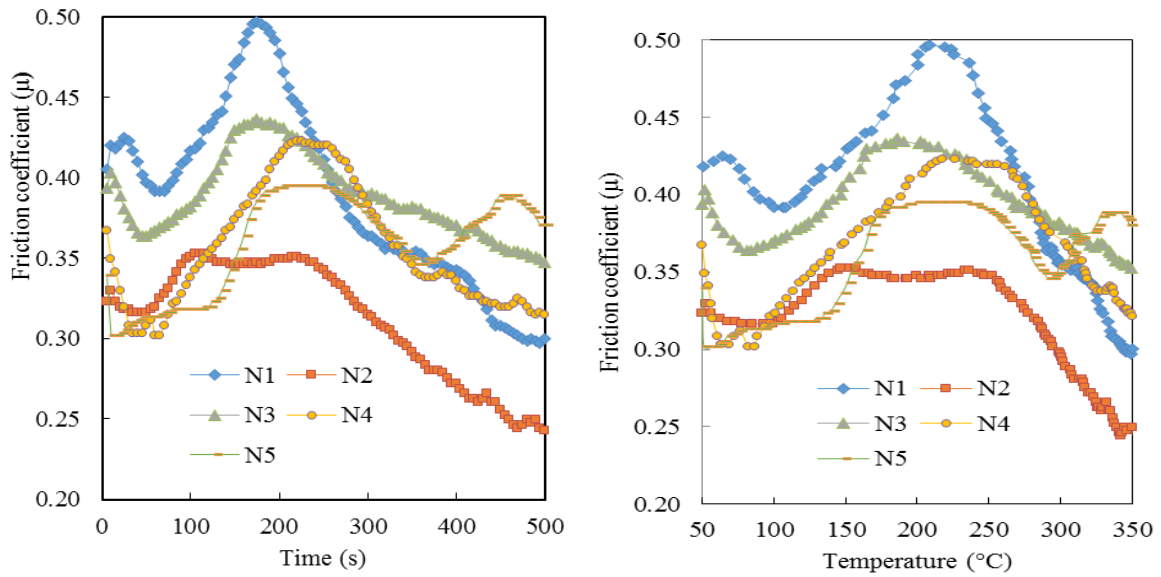 Friction coefficient (μ)
0.50
0.45
0.40
0.35
0.30
0.25
0.20
N1 N2
N3 N4
N5
0 100 200 300 400 500
Time (s)
Friction coefficient (μ)
0.50
0.45
0.40
0.35
0.30
0.25
0.20
N1 N2
N3 N4
N5
50 100 150 200 250 300 350
Temperature (°C)